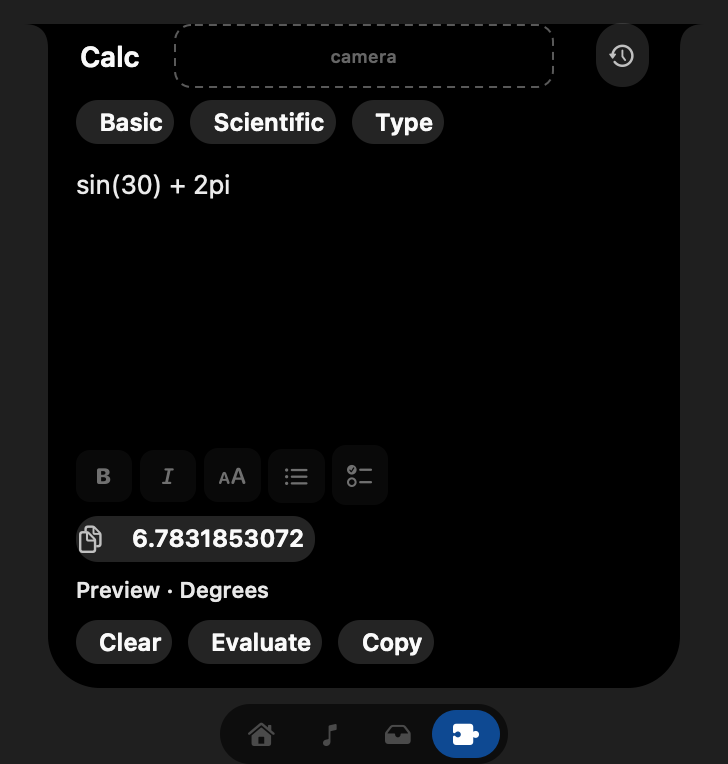 Calc
camera
Basic Scientific Type
sin(30) + 2pi
B I AA
6.7831853072
Preview · Degrees
Clear Evaluate Copy